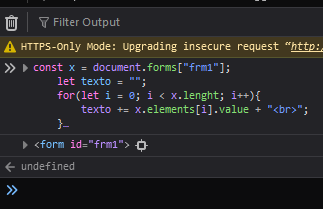 Filter Output
HTTPS-Only Mode: Upgrading insecure request “http:
const x = document.forms["frm1"];
let texto = "";
for(let i = 0; i < x.lenght; i++){
texto += x.elements[i].value + "<br>";
}
<form id="frm1">
undefined